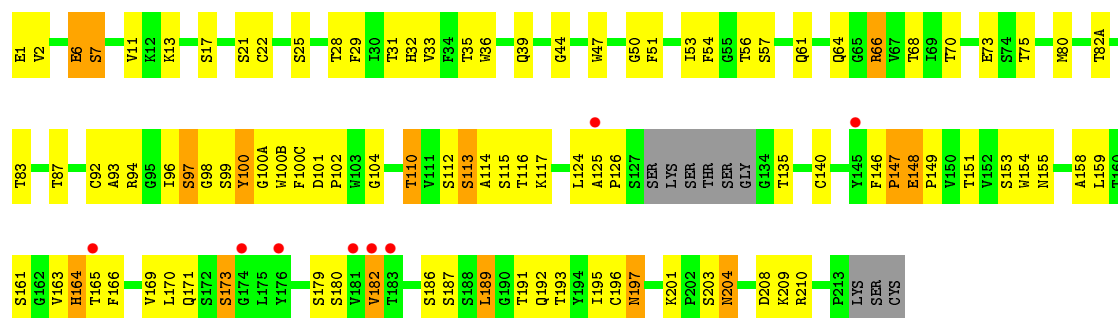 E1 V2 E6 S7 V11 K12 K13 S17 S21 C22 S25 T28 F29 I30 T31 H32 V33 F34 T35 W36 Q39 G44 W47 G50 F51 I53 F54 G55 T56 S57 Q61 Q64 G65 R66 V67 T68 I69 T70 E73 S74 T75 M80 T82A
T83 T87 C92 A93 R94 G95 I96 S97 G98 S99 Y100 G100A W100B F100C D101 P102 W103 G104 T110 V111 S112 S113 A114 S115 T116 K117 L124 A125 P126 S127 SER LYS SER THR SER GLY G134 T135 C140 Y145 F146 P147 E148 P149 V150 T151 V152 S153 W154 N155 A158 L159 T160
S161 G162 V163 H164 T165 F166 V169 L170 Q171 S172 S173 G174 L175 Y176 S179 S180 V181 V182 T183 S186 S187 S188 L189 G190 T191 Q192 T193 Y194 I195 C196 N197 K201 P202 S203 N204 D208 K209 R210 P213 LYS SER CYS